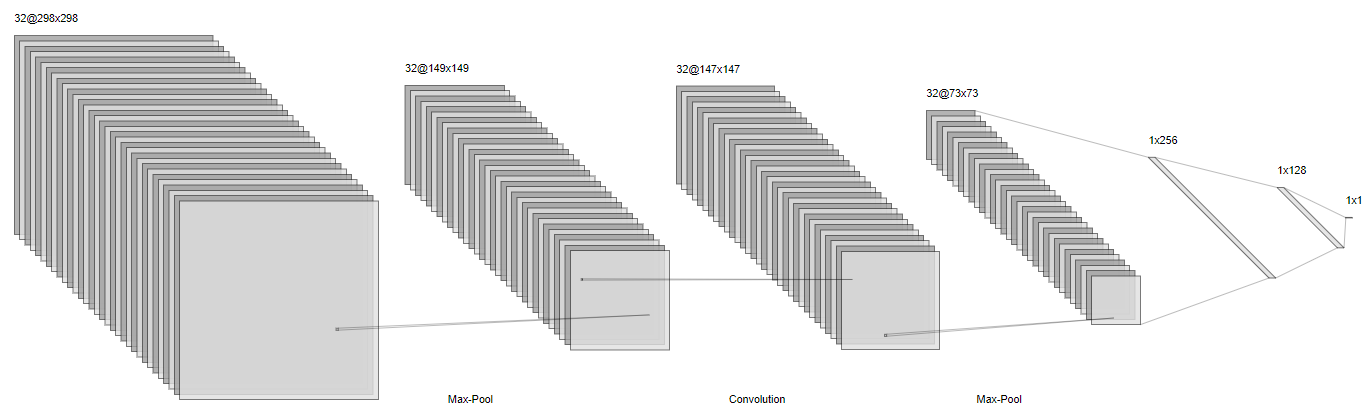 32@298x298
32@149x149
32@147x147
32@73x73
1x256
1x128
1x1
Max-Pool
Convolution
Max-Pool